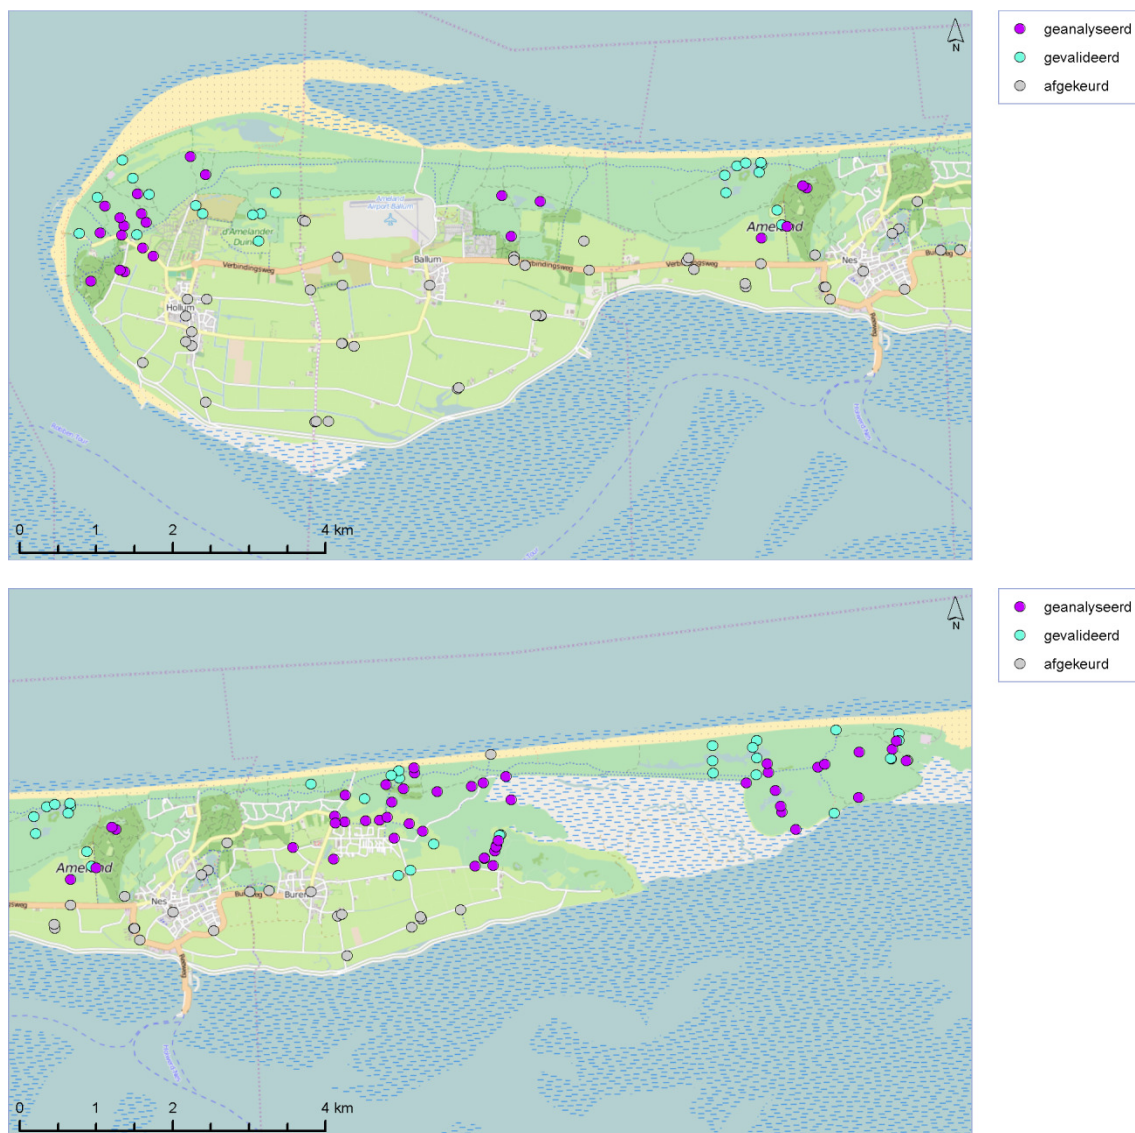 N
geanalyseerd
gevalideerd
afgekeurd
Ameland
Airport Ballum
d'Amelander
Duin
Ameland
Verbindingsweg
Ballum
Verbindingsweg
Verbindingsweg
Nes
Hollum
0 1 2 4 km
N
geanalyseerd
gevalideerd
afgekeurd
Ameland
Nes
Buren
0 1 2 4 km